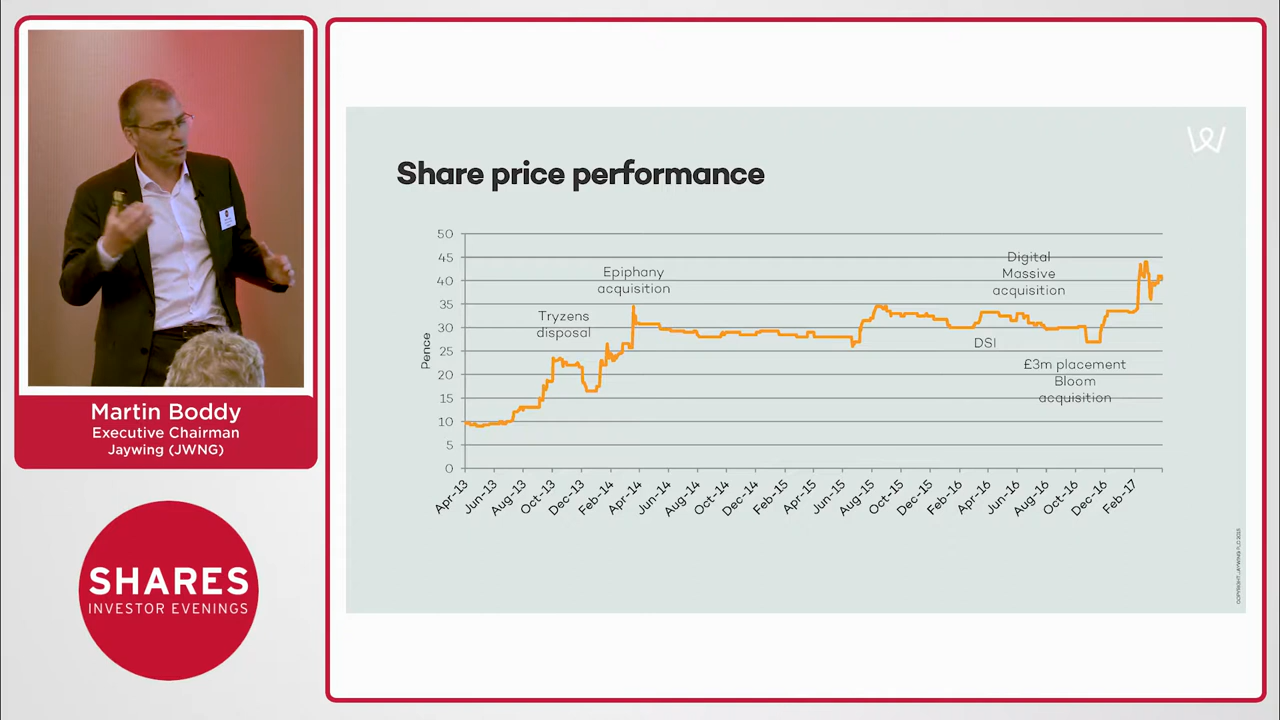 Martin Boddy
Executive Chairman
Jaywing (JWNG)
SHARES
INVESTOR EVENINGS
Share price performance
Pence
50
45
40
35
30
25
20
15
10
5
0
Epiphany
acquisition
Tryzens
disposal
Digital
Massive
acquisition
DSI
£3m placement
Bloom
acquisition
Apr-13
Jun-13
Aug-13
Oct-13
Dec-13
Feb-14
Apr-14
Jun-14
Aug-14
Oct-14
Dec-14
Feb-15
Apr-15
Jun-15
Aug-15
Oct-15
Dec-15
Feb-16
Apr-16
Jun-16
Aug-16
Oct-16
Dec-16
Feb-17